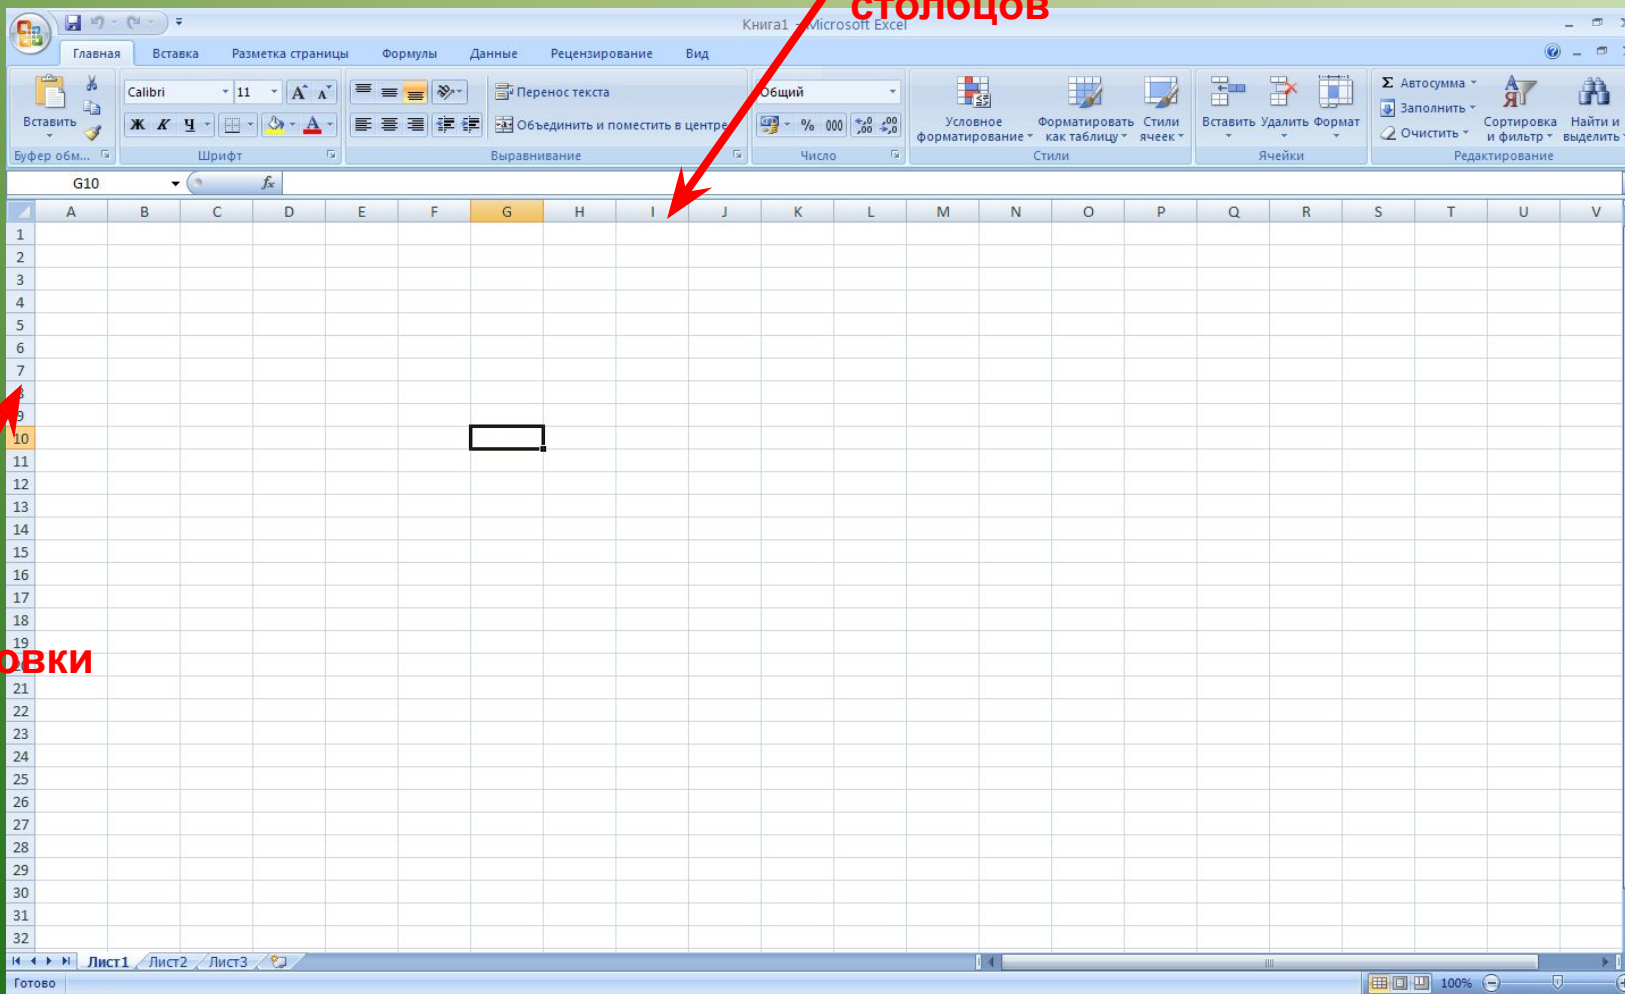 столбцов
Книга1 - Microsoft Excel
Главная Вставка Разметка страницы Формулы Данные Рецензирование Вид
Calibri 11 Перенос текста Общий Σ Автосумма
Заполнить
Вставить Ж К Ч Объединить и поместить в центре % 000 Условное форматирование Форматировать как таблицу Стили ячеек Вставить Удалить Формат Очистить Сортировка и фильтр Найти и выделить
Буфер обм... Шрифт Выравнивание Число Стили Ячейки Редактирование
G10 fx
A B C D E F G H I J K L M N O P Q R S T U V
1
2
3
4
5
6
7
8
9
10
11
12
13
14
15
16
17
18
19
овки
21
22
23
24
25
26
27
28
29
30
31
32
Лист1 Лист2 Лист3
Готово 100%